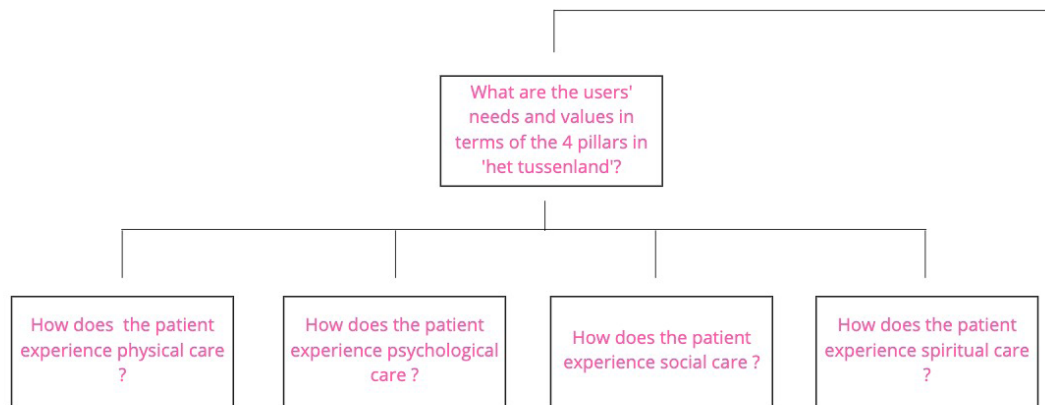 What are the users'
needs and values in
terms of the 4 pillars in
'het tussenland'?
How does  the patient
experience physical care
?
How does the patient
experience psychological
care ?
How does the patient
experience social care ?
How does the patient
experience spiritual care
?